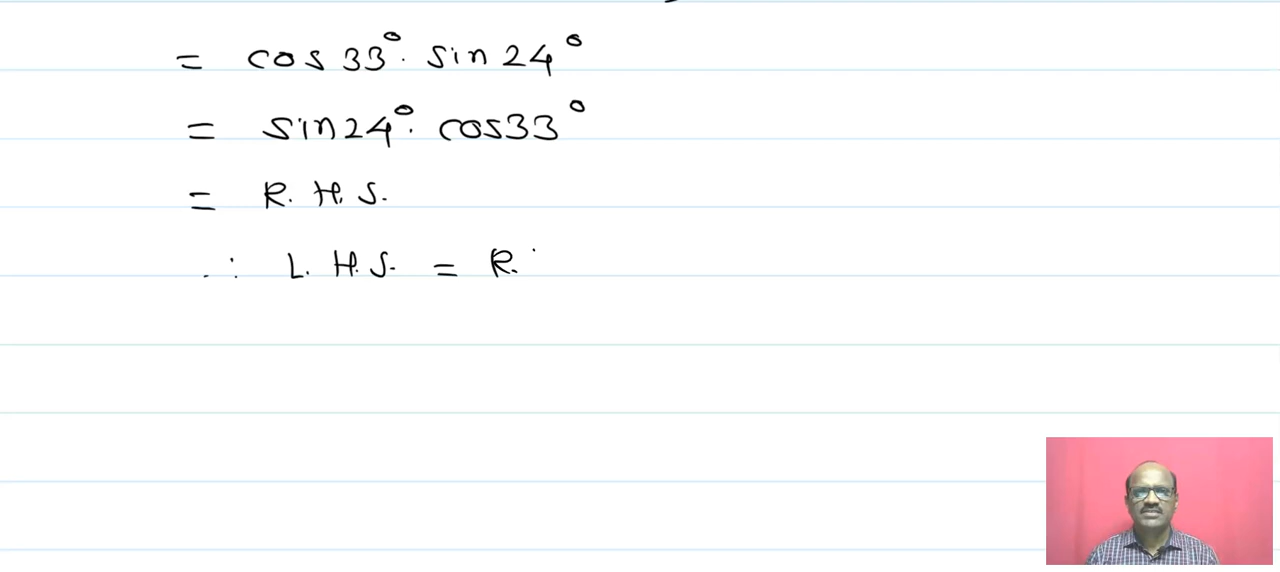 = cos 33°. sin 24°
= sin 24°. cos 33°
= R. H. S.
∴ L. H. S. = R.